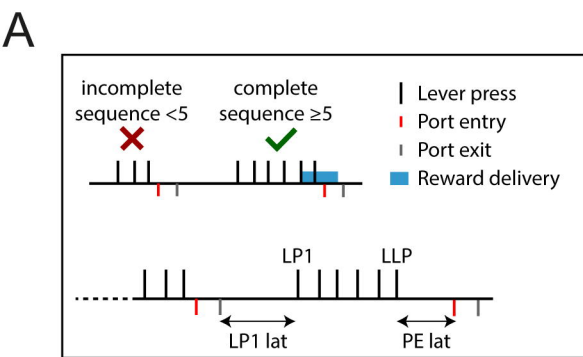 A
incomplete
sequence <5
complete
sequence ≥5
Lever press
Port entry
Port exit
Reward delivery
LP1
LLP
LP1 lat
PE lat